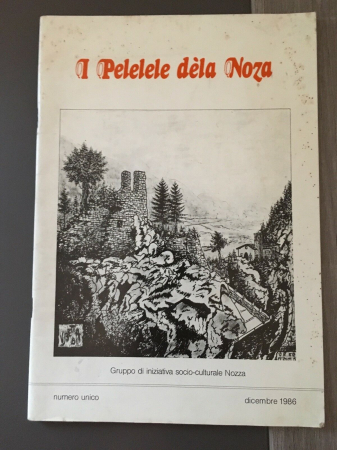 I Pelelele dèla Noza
Gruppo di iniziativa socio-culturale Nozza
numero unico
dicembre 1986